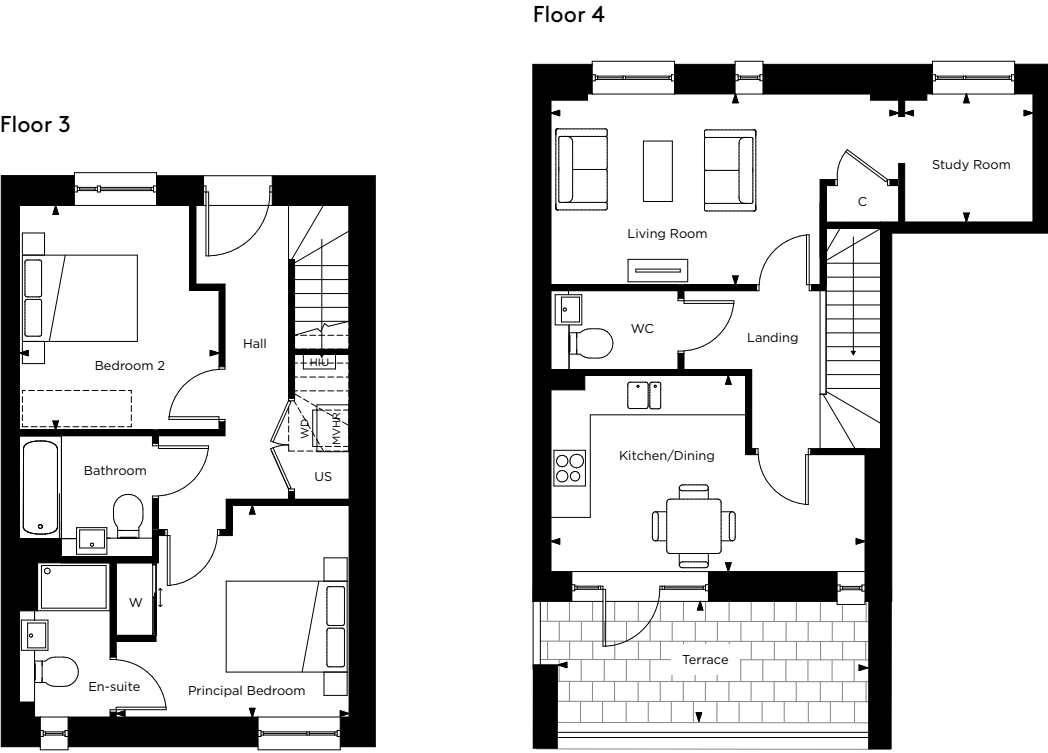 Floor 4
Floor 3
Study Room
C
Living Room
WC
Landing
Kitchen/Dining
Terrace
Hall
HIU
Bedroom 2
WD
MVHR
Bathroom
US
W
En-suite
Principal Bedroom